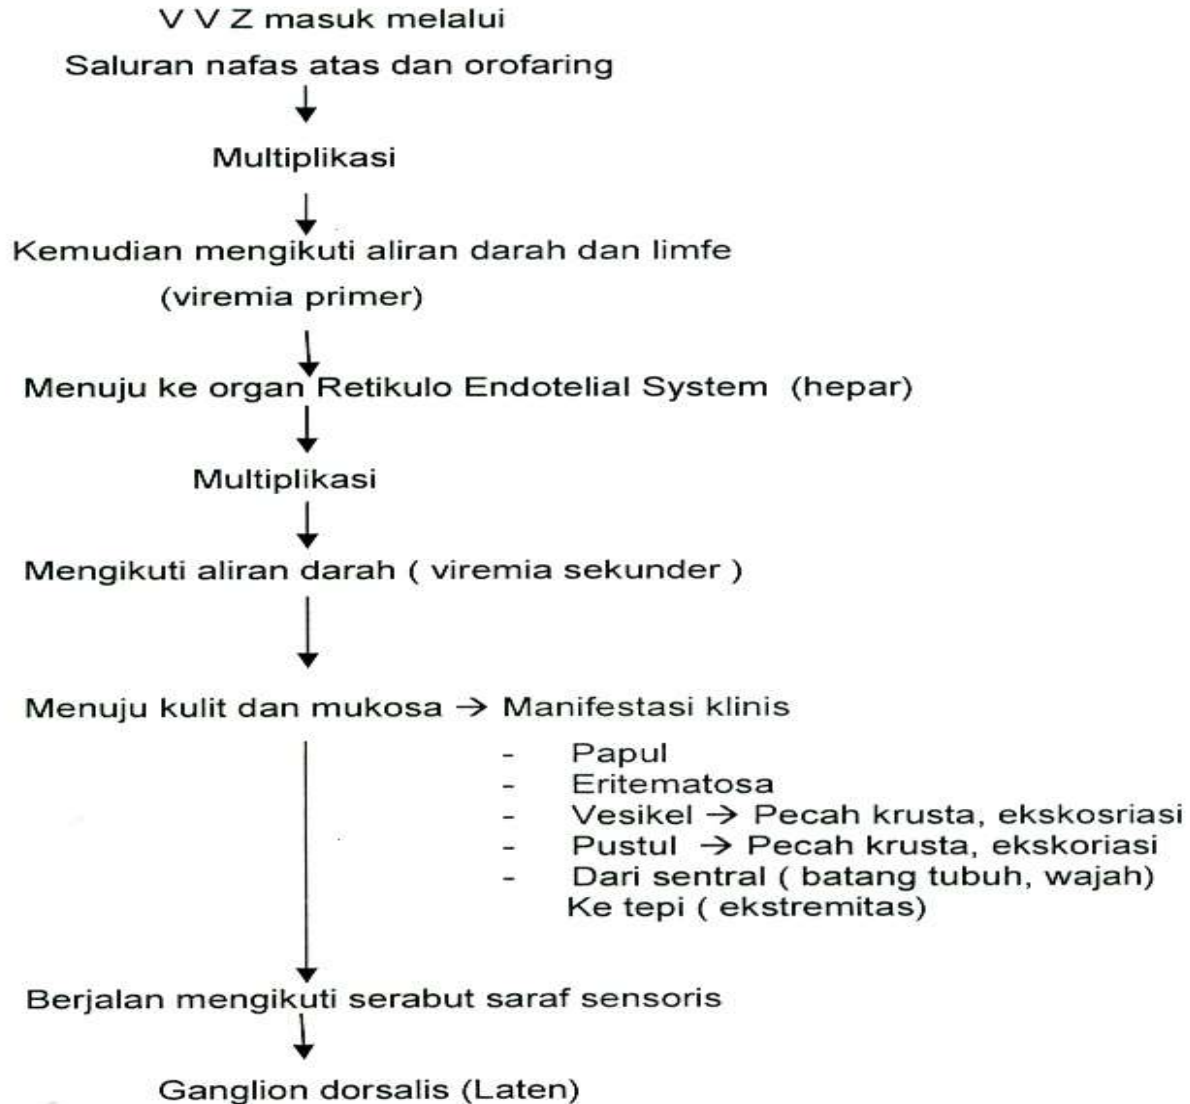 V V Z masuk melalui
Saluran nafas atas dan orofaring
Multiplikasi
Kemudian mengikuti aliran darah dan limfe
(viremia primer)
Menuju ke organ Retikulo Endotelial System (hepar)
Multiplikasi
Mengikuti aliran darah ( viremia sekunder )
Menuju kulit dan mukosa → Manifestasi klinis
- Papul
- Eritematosa
- Vesikel → Pecah krusta, ekskosriasi
- Pustul → Pecah krusta, ekskoriasi
- Dari sentral ( batang tubuh, wajah)
Ke tepi ( ekstremitas)
Berjalan mengikuti serabut saraf sensoris
Ganglion dorsalis (Laten)